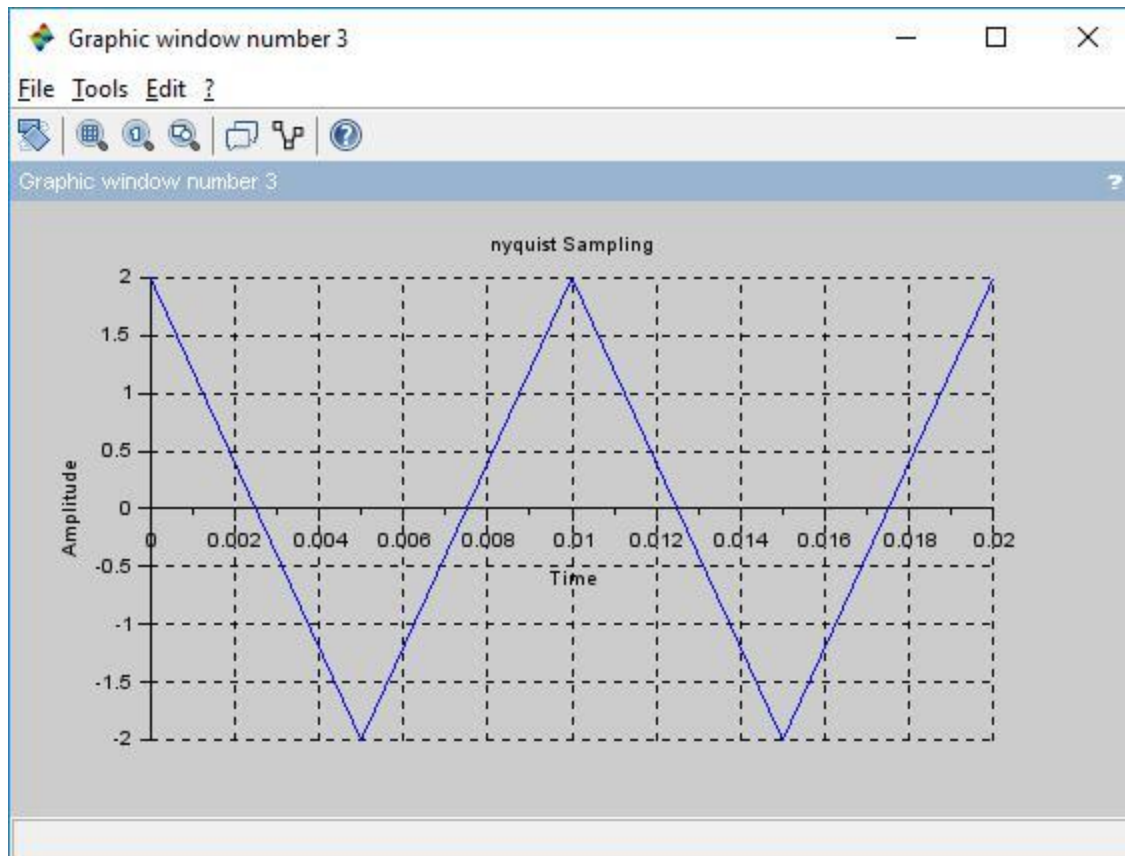 Graphic window number 3
File Tools Edit ?
Graphic window number 3 ?
nyquist Sampling
2
1.5
1
0.5
0
-0.5
-1
-1.5
-2
Amplitude
0 0.002 0.004 0.006 0.008 0.01 0.012 0.014 0.016 0.018 0.02
Time